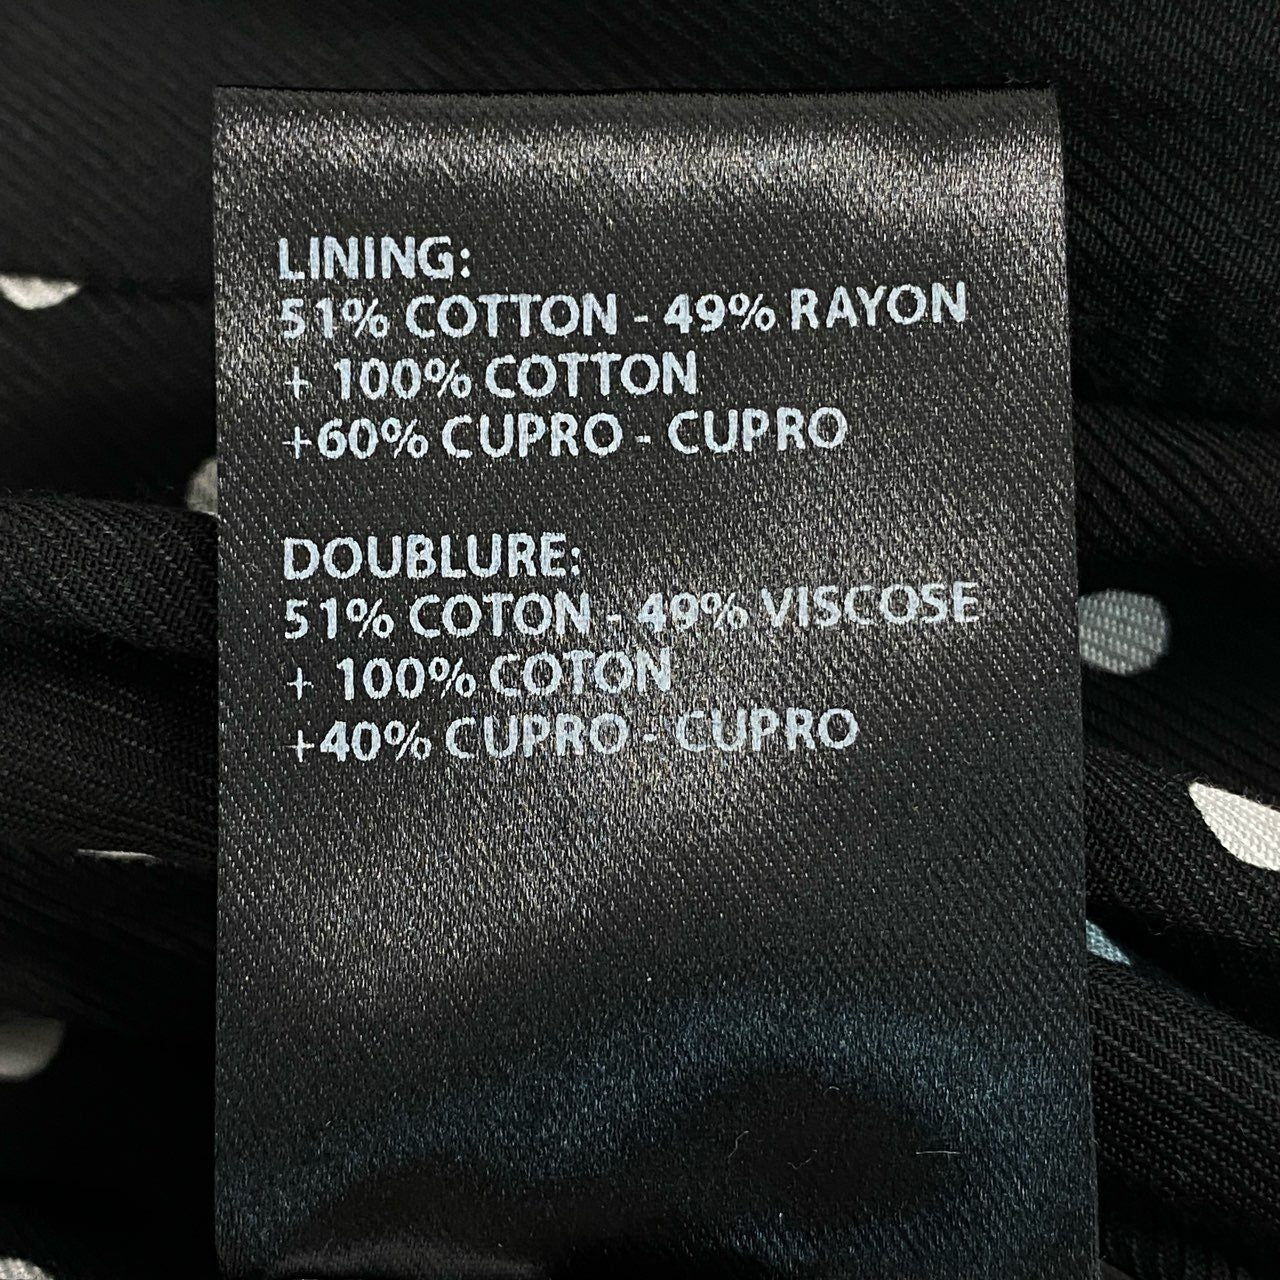 LINING:
51% COTTON - 49% RAYON
+ 100% COTTON
+60% CUPRO - CUPRO
DOUBLURE:
51% COTON - 49% VISCOSE
+ 100% COTON
+40% CUPRO - CUPRO